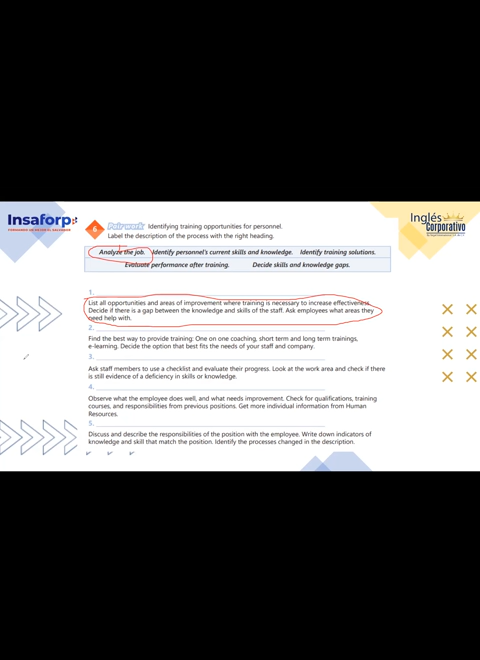 Insaforp
FORMANDO UN MEJOR EL SALVADOR
Inglés
Corporativo
6 Pair work Identifying training opportunities for personnel.
Label the description of the process with the right heading.
Analyze the job. Identify personnel's current skills and knowledge. Identify training solutions.
Evaluate performance after training. Decide skills and knowledge gaps.
1.
List all opportunities and areas of improvement where training is necessary to increase effectiveness.
Decide if there is a gap between the knowledge and skills of the staff. Ask employees what areas they
need help with.
2.
Find the best way to provide training: One on one coaching, short term and long term trainings,
e-learning. Decide the option that best fits the needs of your staff and company.
3.
Ask staff members to use a checklist and evaluate their progress. Look at the work area and check if there
is still evidence of a deficiency in skills or knowledge.
4.
Observe what the employee does well, and what needs improvement. Check for qualifications, training
courses, and responsibilities from previous positions. Get more individual information from Human
Resources.
5.
Discuss and describe the responsibilities of the position with the employee. Write down indicators of
knowledge and skill that match the position. Identify the processes changed in the description.